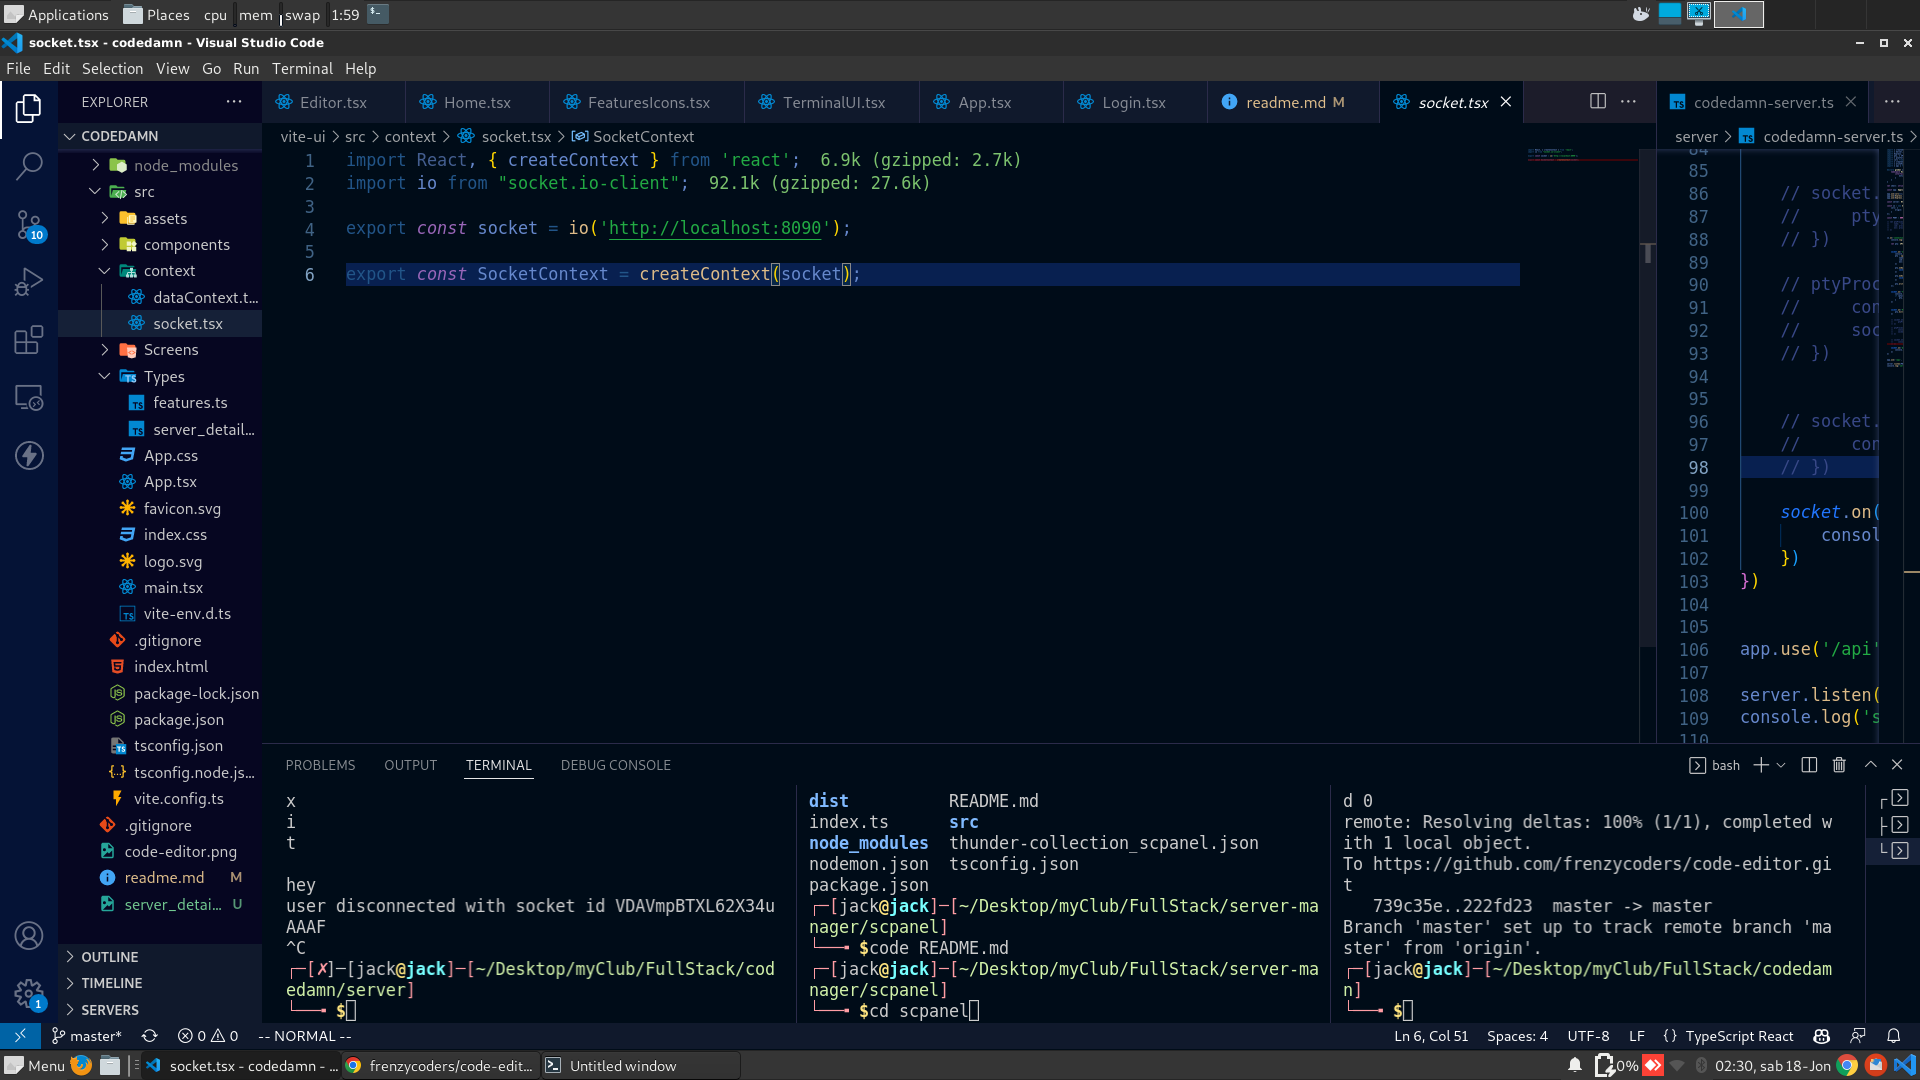 Applications Places cpu mem swap 1:59
socket.tsx - codedamn - Visual Studio Code
File Edit Selection View Go Run Terminal Help
EXPLORER ···
CODEDAMN
node_modules
src
assets
components
context
dataContext.t...
socket.tsx
Screens
Types
features.ts
server_detail...
App.css
App.tsx
favicon.svg
index.css
logo.svg
main.tsx
vite-env.d.ts
.gitignore
index.html
package-lock.json
package.json
tsconfig.json
tsconfig.node.js...
vite.config.ts
.gitignore
code-editor.png
readme.md M
server_detai... U
OUTLINE
TIMELINE
SERVERS
10
1
Editor.tsx Home.tsx FeaturesIcons.tsx TerminalUI.tsx App.tsx Login.tsx readme.md M socket.tsx
vite-ui > src > context > socket.tsx > SocketContext
1 import React, { createContext } from 'react'; 6.9k (gzipped: 2.7k)
2 import io from "socket.io-client"; 92.1k (gzipped: 27.6k)
3
4 export const socket = io('http://localhost:8090');
5
6 export const SocketContext = createContext(socket);
codedamn-server.ts
server > codedamn-server.ts >
84
85
86 // socket.
87 // pty
88 // })
89
90 // ptyProc
91 // con
92 // soc
93 // })
94
95
96 // socket.
97 // con
98 // })
99
100 socket.on(
101 consol
102 })
103 })
104
105
106 app.use('/api'
107
108 server.listen(
109 console.log('s
110
PROBLEMS OUTPUT TERMINAL DEBUG CONSOLE
bash
x
i
t
hey
user disconnected with socket id VDAVmpBTXL62X34u
AAAF
^C
┌─[✗]─[jack@jack]─[~/Desktop/myClub/FullStack/cod
edamn/server]
└──╼ $
dist README.md
index.ts src
node_modules thunder-collection_scpanel.json
nodemon.json tsconfig.json
package.json
┌─[jack@jack]─[~/Desktop/myClub/FullStack/server-ma
nager/scpanel]
└──╼ $code README.md
┌─[jack@jack]─[~/Desktop/myClub/FullStack/server-ma
nager/scpanel]
└──╼ $cd scpanel
d 0
remote: Resolving deltas: 100% (1/1), completed w
ith 1 local object.
To https://github.com/frenzycoders/code-editor.gi
t
739c35e..222fd23 master -> master
Branch 'master' set up to track remote branch 'ma
ster' from 'origin'.
┌─[jack@jack]─[~/Desktop/myClub/FullStack/codedam
n]
└──╼ $
master* 0 0 -- NORMAL -- Ln 6, Col 51 Spaces: 4 UTF-8 LF {} TypeScript React
Menu socket.tsx - codedamn - ... frenzycoders/code-edit... Untitled window 0% 02:30, sab 18-Jon